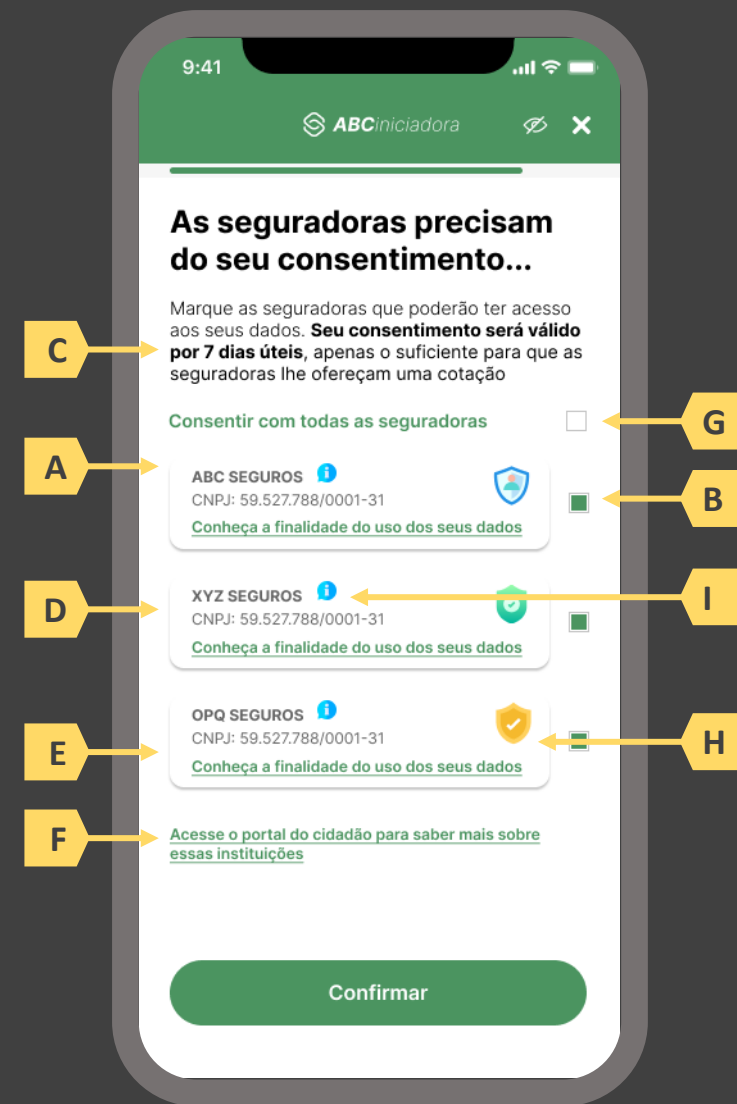 9:41
ABCiniciadora
As seguradoras precisam
do seu consentimento...
Marque as seguradoras que poderão ter acesso
aos seus dados. Seu consentimento será válido
por 7 dias úteis, apenas o suficiente para que as
seguradoras lhe ofereçam uma cotação
C
Consentir com todas as seguradoras
G
A
ABC SEGUROS i
CNPJ: 59.527.788/0001-31
Conheça a finalidade do uso dos seus dados
B
D
XYZ SEGUROS i
CNPJ: 59.527.788/0001-31
Conheça a finalidade do uso dos seus dados
I
E
OPQ SEGUROS i
CNPJ: 59.527.788/0001-31
Conheça a finalidade do uso dos seus dados
H
F
Acesse o portal do cidadão para saber mais sobre
essas instituições
Confirmar